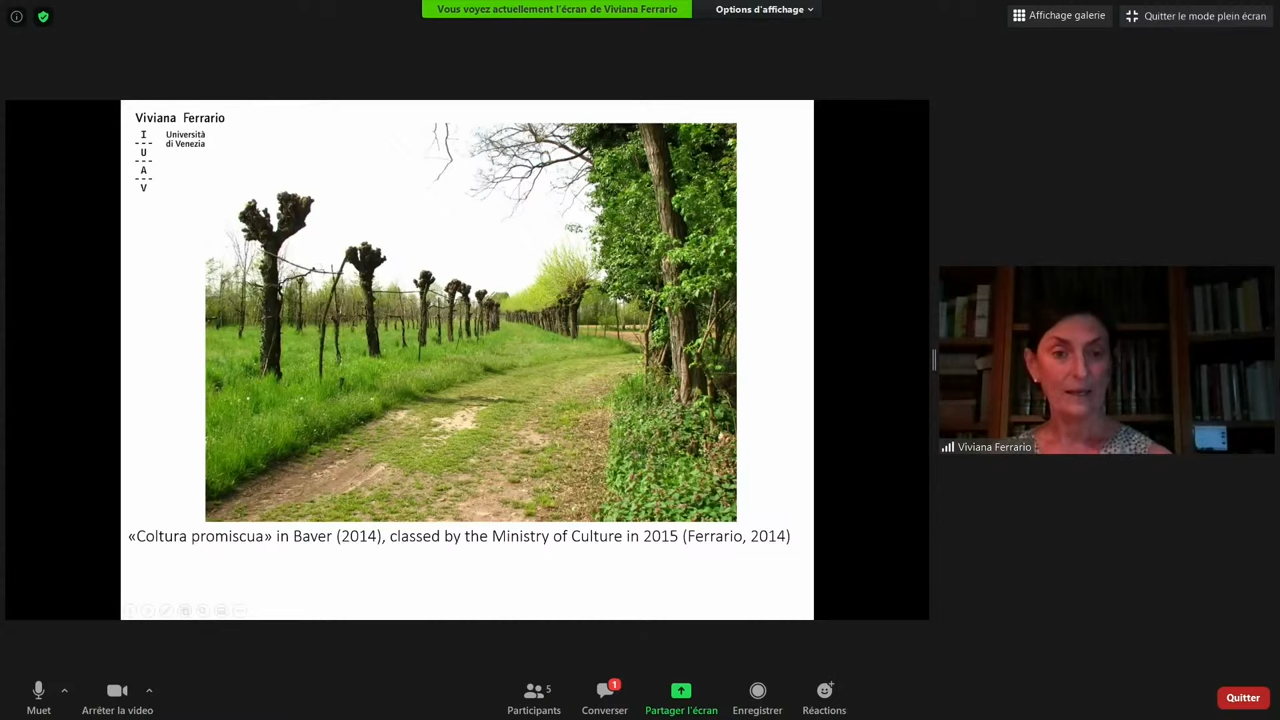 Vous voyez actuellement l'écran de Viviana Ferrario
Options d'affichage
Affichage galerie
Quitter le mode plein écran
Viviana Ferrario
I
U
A
V
Università
di Venezia
«Coltura promiscua» in Baver (2014), classed by the Ministry of Culture in 2015 (Ferrario, 2014)
Viviana Ferrario
Muet
Arrêter la video
5
Participants
1
Converser
Partager l'écran
Enregistrer
Réactions
Quitter